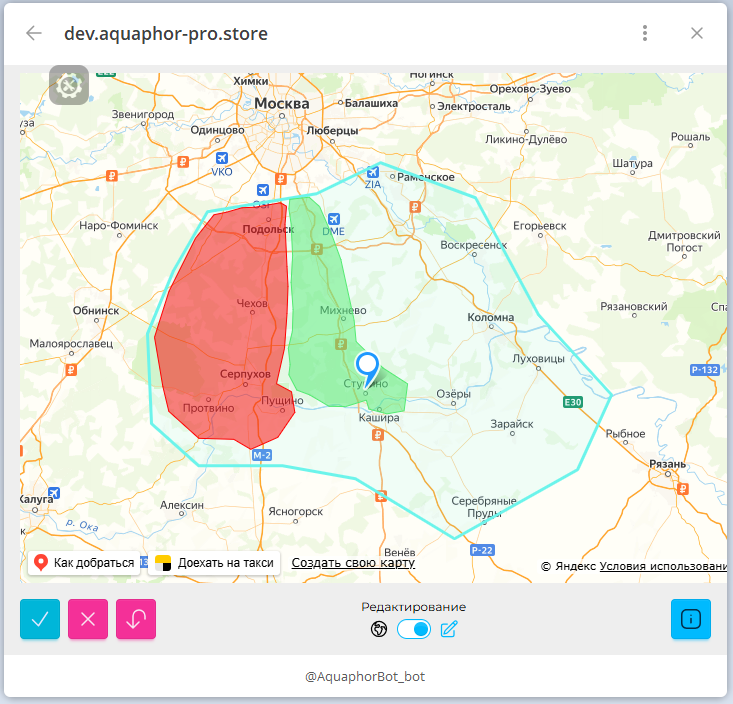 dev.aquaphor-pro.store
Химки
Ногинск
Орехово-Зуево
Москва
Балашиха
Электросталь
Звенигород
Одинцово
Люберцы
Ликино-Дулёво
Рошаль
VKO
Шатура
ZIA
Раменское
Наро-Фоминск
Подольск
DME
Егорьевск
Дмитровский
Погост
Воскресенск
Обнинск
Чехов
Михнево
Коломна
Рязановский
Спа
Малоярославец
Луховицы
Р-132
Серпухов
Ступино
Озёры
Е30
Протвино
Пущино
Кашира
Зарайск
Рыбное
М-2
Рязань
Калуга
Алексин
Ясногорск
Серебряные
Пруды
р. Ока
Р-22
Венёв
Как добраться
Доехать на такси
Создать свою карту
© Яндекс Условия использовани
Редактирование
@AquaphorBot_bot